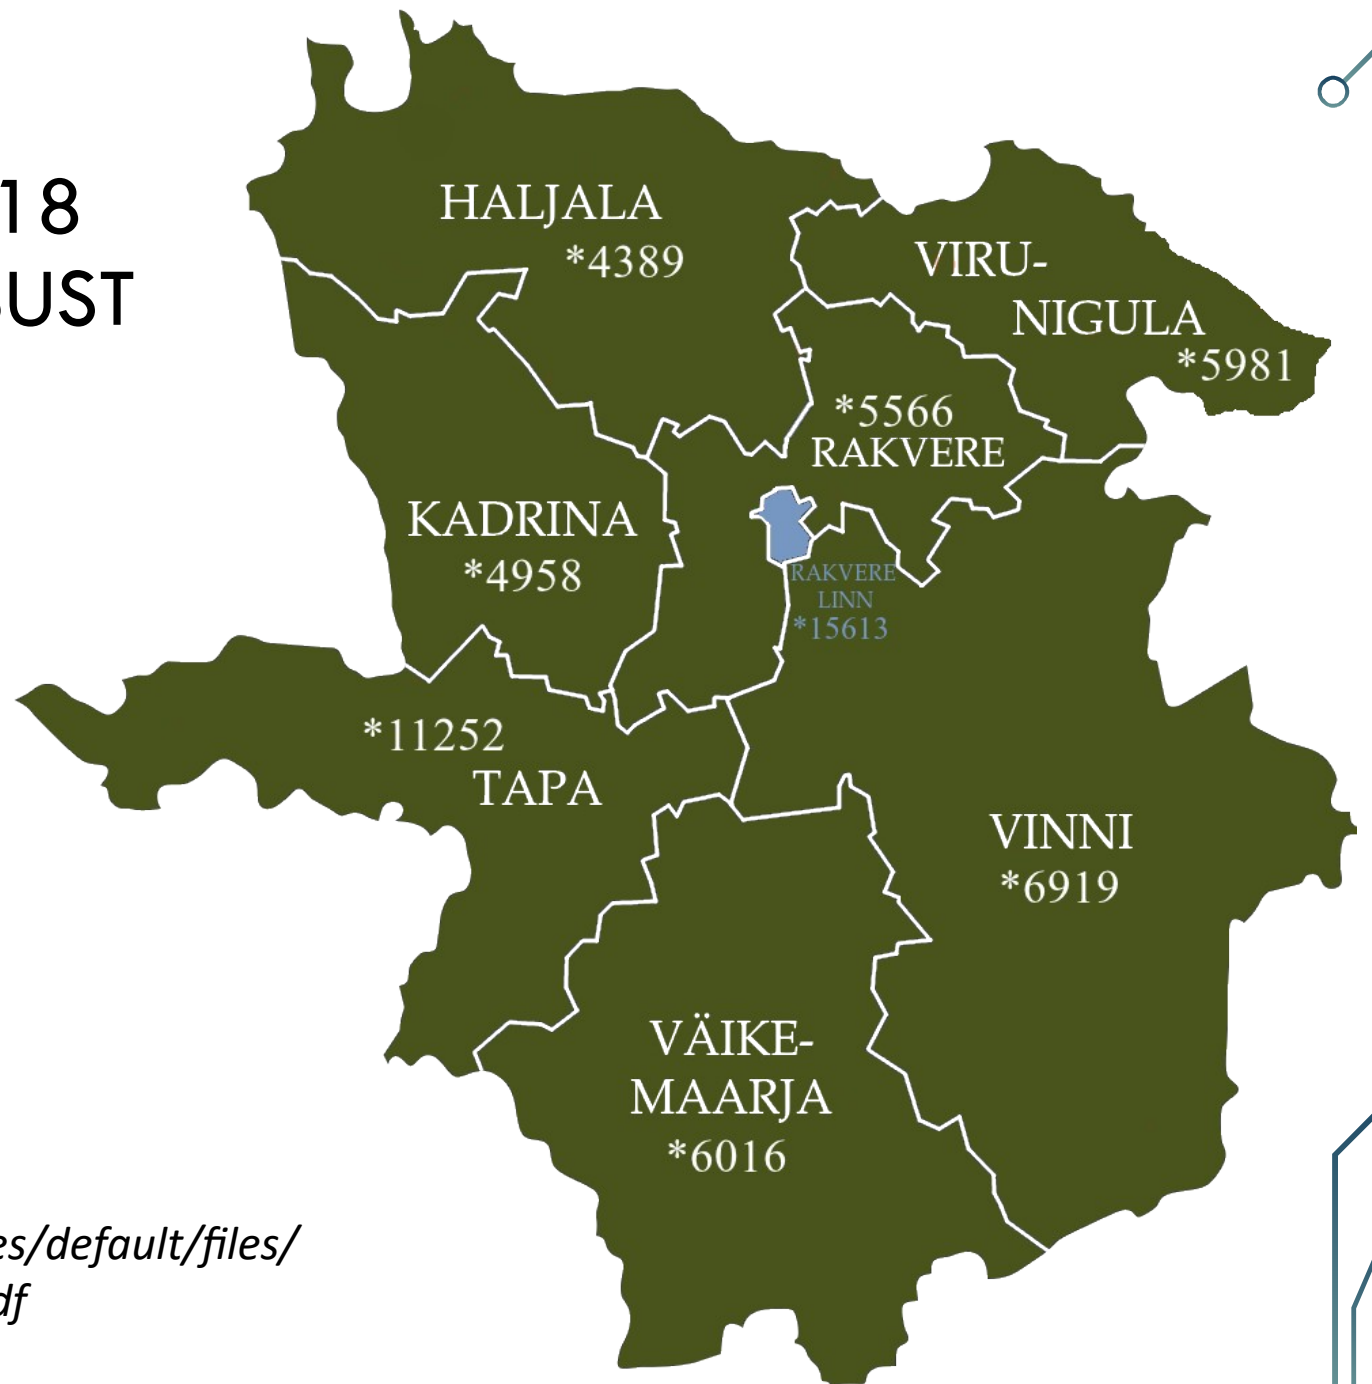 18
BUST
HALJALA
*4389
VIRU-
NIGULA
*5981
*5566
RAKVERE
KADRINA
*4958
RAKVERE
LINN
*15613
*11252
TAPA
VINNI
*6919
VÄIKE-
MAARJA
*6016
es/default/files/
df